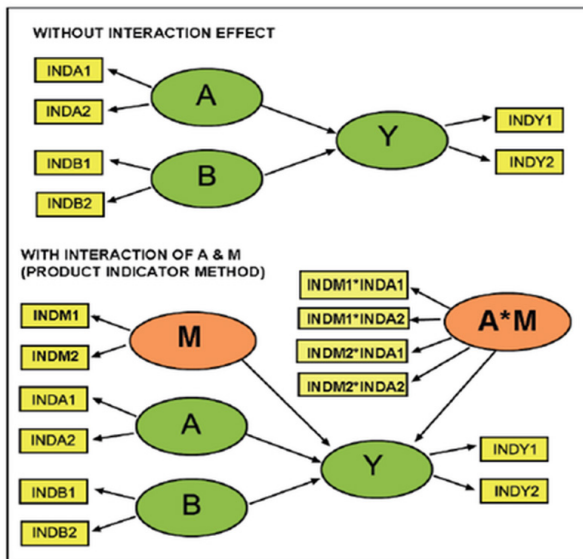 WITHOUT INTERACTION EFFECT
INDA1
INDA2
A
INDB1
INDB2
B
Y
INDY1
INDY2
WITH INTERACTION OF A & M
(PRODUCT INDICATOR METHOD)
INDM1
INDM2
M
INDM1*INDA1
INDM1*INDA2
INDM2*INDA1
INDM2*INDA2
A*M
INDA1
INDA2
A
INDB1
INDB2
B
Y
INDY1
INDY2